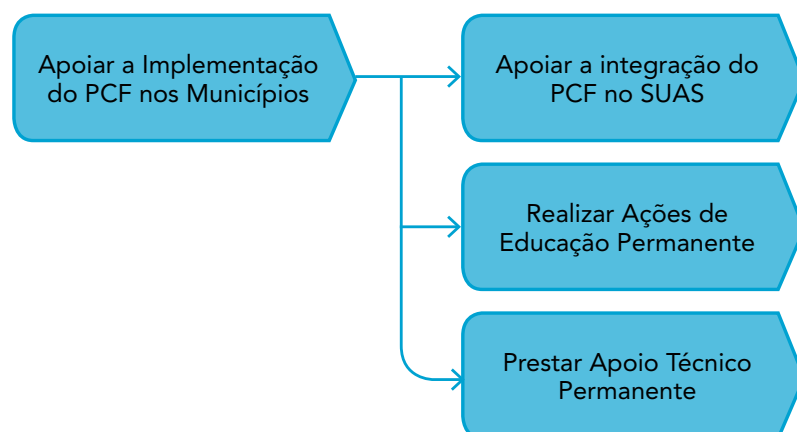 Apoiar a Implementação
do PCF nos Municípios
Apoiar a integração do
PCF no SUAS
Realizar Ações de
Educação Permanente
Prestar Apoio Técnico
Permanente